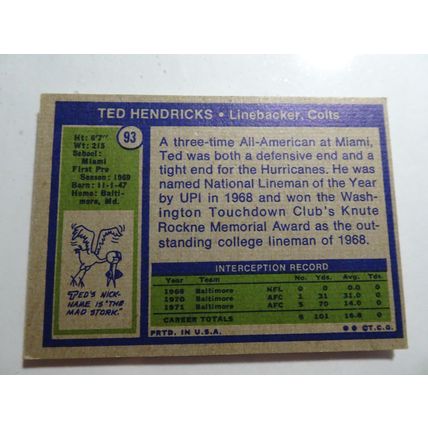 TED HENDRICKS • Linebacker, Colts
93
Ht: 6'7"
Wt: 215
School:
Miami
First Pro
Season: 1969
Born: 11-1-47
Home: Balti-
more, Md.
TED'S NICK-
NAME IS "THE
MAD STORK."
A three-time All-American at Miami,
Ted was both a defensive end and a
tight end for the Hurricanes. He was
named National Lineman of the Year
by UPI in 1968 and won the Wash-
ington Touchdown Club's Knute
Rockne Memorial Award as the out-
standing college lineman of 1968.
INTERCEPTION RECORD
Year Team No. Yds. Avg. Tds.
1969 Baltimore NFL 0 0 0.0 0
1970 Baltimore AFC 1 31 31.0 0
1971 Baltimore AFC 5 70 14.0 0
CAREER TOTALS 6 101 16.8 0
PRTD. IN U.S.A.
•• ©T.C.G.